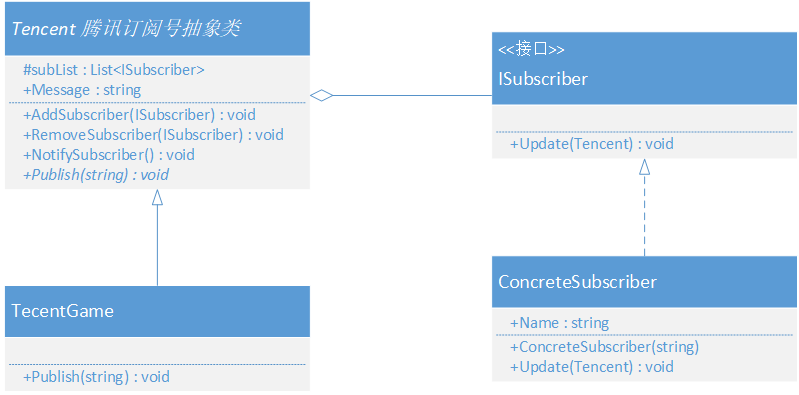 Tencent 腾讯订阅号抽象类
#subList : List<ISubscriber>
+Message : string
+AddSubscriber(ISubscriber) : void
+RemoveSubscriber(ISubscriber) : void
+NotifySubscriber() : void
+Publish(string) : void
<<接口>>
ISubscriber
+Update(Tencent) : void
TecentGame
+Publish(string) : void
ConcreteSubscriber
+Name : string
+ConcreteSubscriber(string)
+Update(Tencent) : void